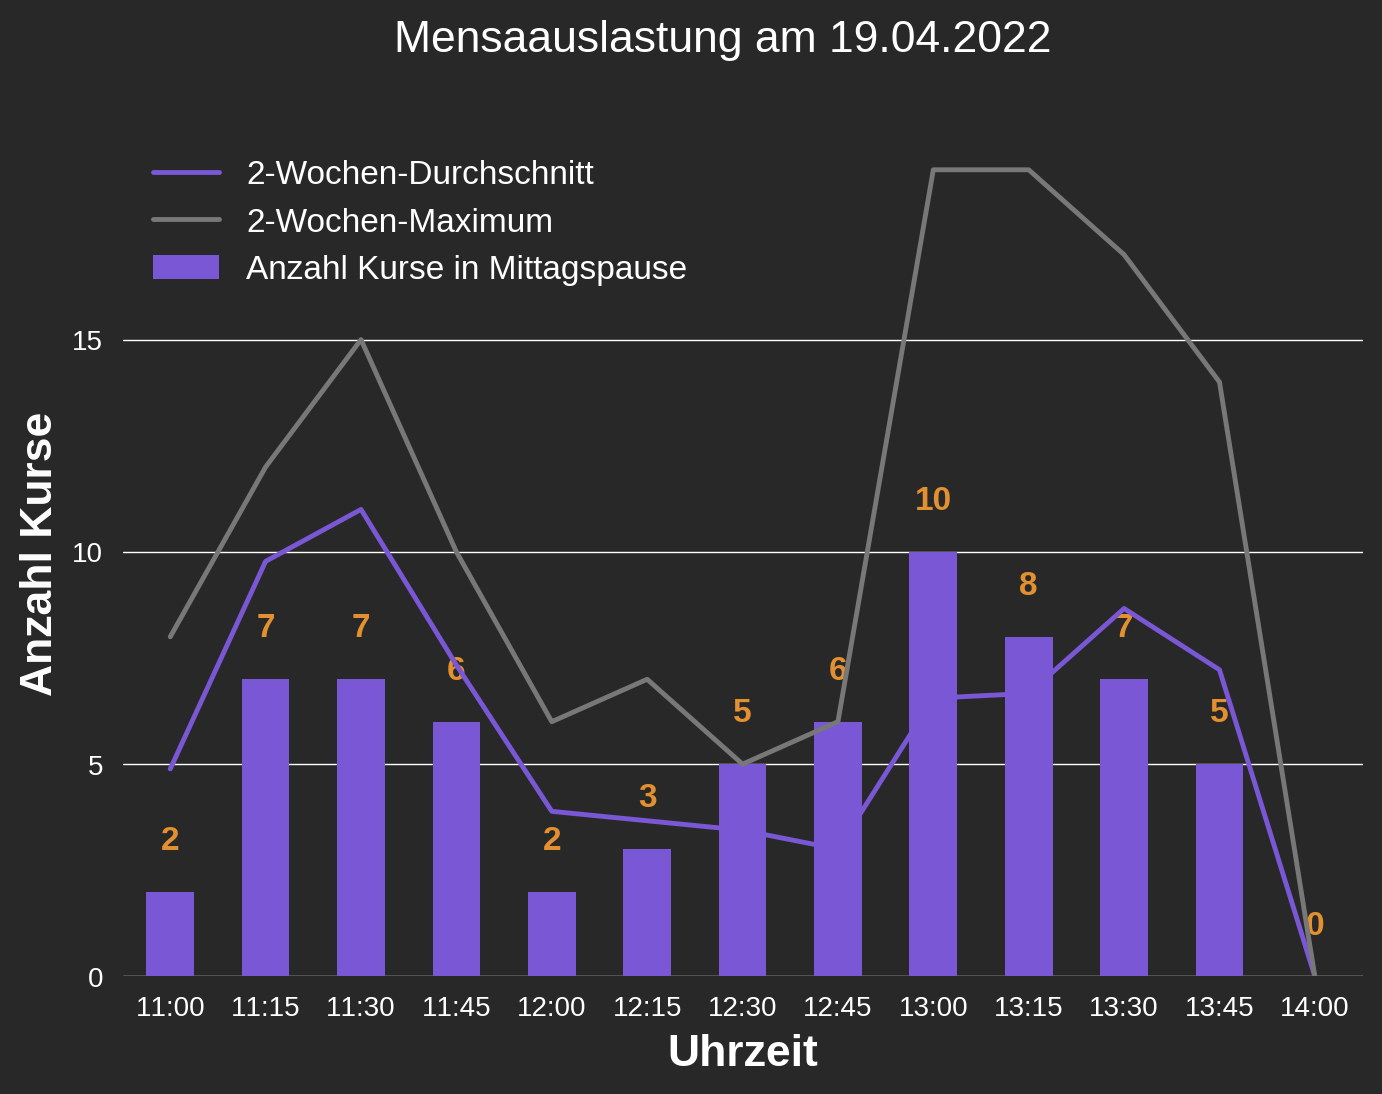 Mensaauslastung am 19.04.2022
2-Wochen-Durchschnitt
2-Wochen-Maximum
Anzahl Kurse in Mittagspause
Anzahl Kurse
15
10
5
0
2
7
7
6
2
3
5
6
10
8
7
5
0
11:00 11:15 11:30 11:45 12:00 12:15 12:30 12:45 13:00 13:15 13:30 13:45 14:00
Uhrzeit